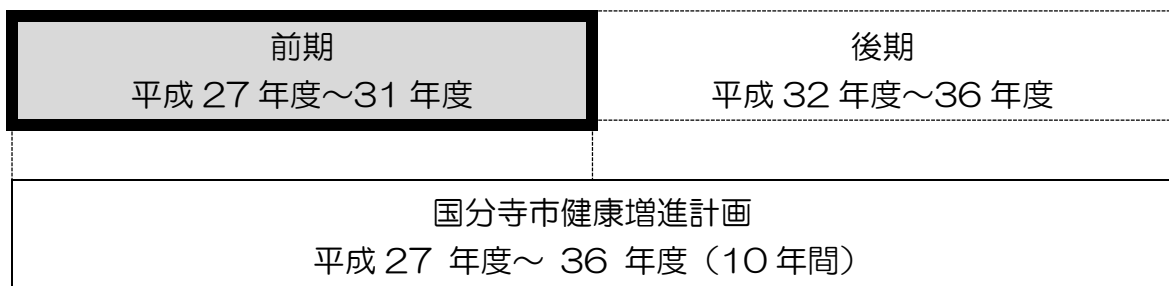 前期
平成 27 年度~31 年度
後期
平成 32 年度~36 年度
国分寺市健康増進計画
平成 27 年度~ 36 年度(10 年間)